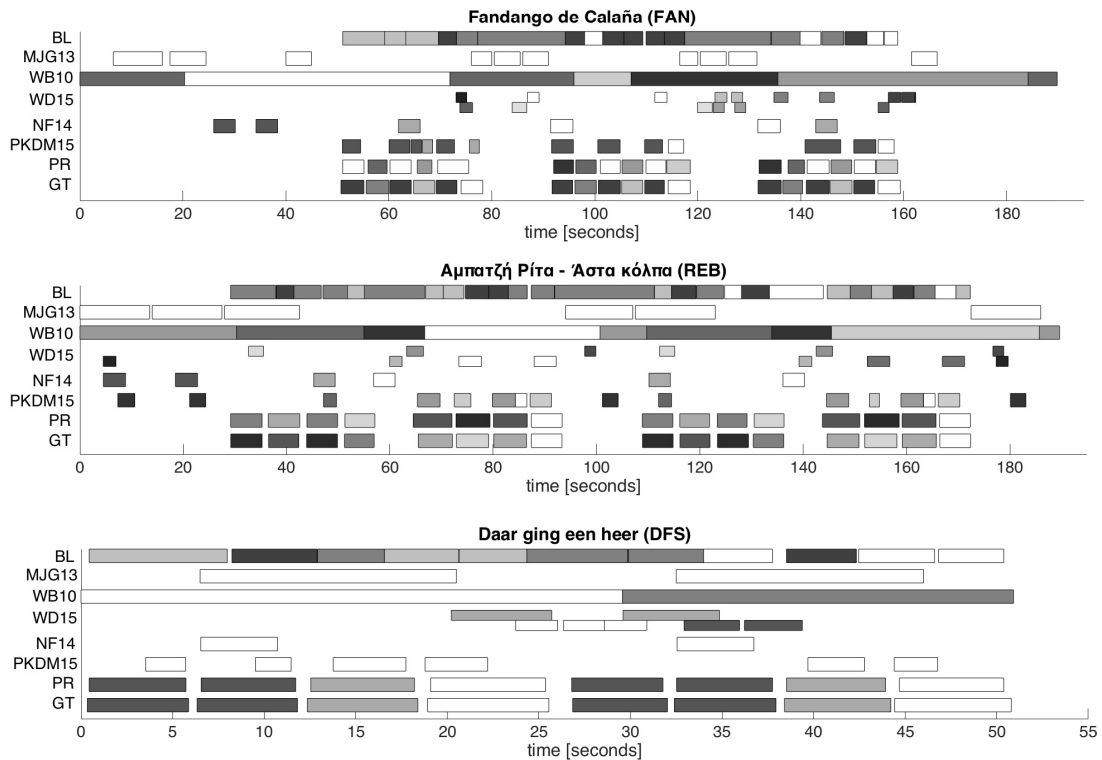 Fandango de Calaña (FAN)
BL
MJG13
WB10
WD15
NF14
PKDM15
PR
GT
0 20 40 60 80 100 120 140 160 180
time [seconds]
Αμπατζή Ρίτα - Άστα κόλπα (REB)
BL
MJG13
WB10
WD15
NF14
PKDM15
PR
GT
0 20 40 60 80 100 120 140 160 180
time [seconds]
Daar ging een heer (DFS)
BL
MJG13
WB10
WD15
NF14
PKDM15
PR
GT
0 5 10 15 20 25 30 35 40 45 50 55
time [seconds]